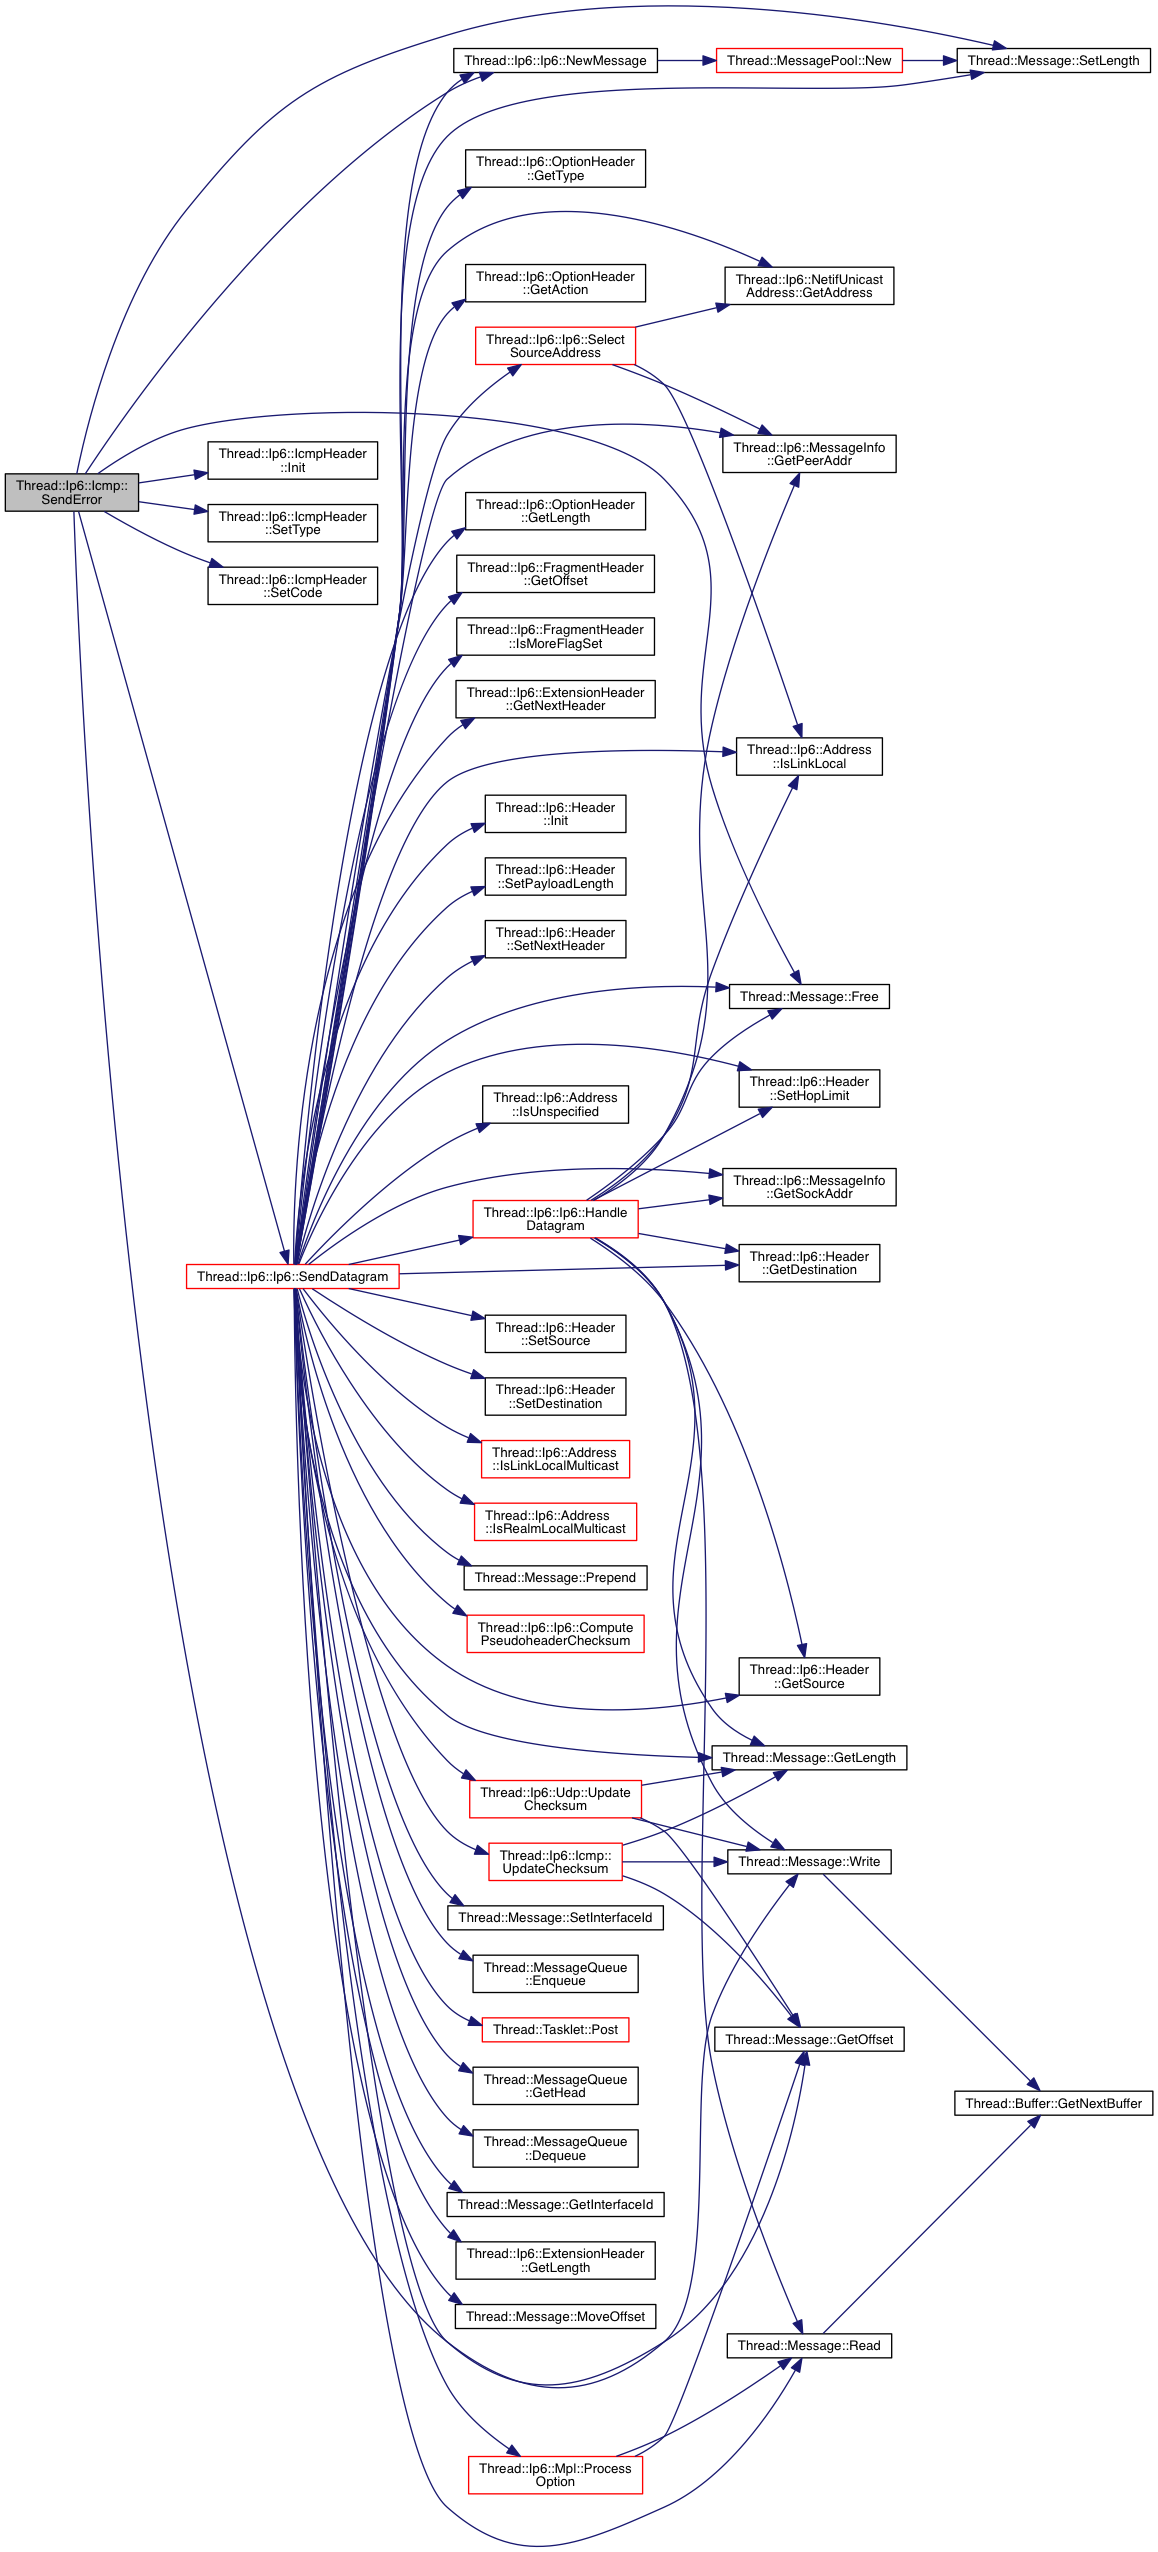 Thread::Ip6::Icmp::
SendError
Thread::Ip6::IcmpHeader
::Init
Thread::Ip6::IcmpHeader
::SetType
Thread::Ip6::IcmpHeader
::SetCode
Thread::Ip6::Ip6::SendDatagram
Thread::Ip6::Ip6::NewMessage
Thread::Ip6::OptionHeader
::GetType
Thread::Ip6::OptionHeader
::GetAction
Thread::Ip6::Ip6::Select
SourceAddress
Thread::Ip6::OptionHeader
::GetLength
Thread::Ip6::FragmentHeader
::GetOffset
Thread::Ip6::FragmentHeader
::IsMoreFlagSet
Thread::Ip6::ExtensionHeader
::GetNextHeader
Thread::Ip6::Header
::Init
Thread::Ip6::Header
::SetPayloadLength
Thread::Ip6::Header
::SetNextHeader
Thread::Ip6::Address
::IsUnspecified
Thread::Ip6::Ip6::Handle
Datagram
Thread::Ip6::Header
::SetSource
Thread::Ip6::Header
::SetDestination
Thread::Ip6::Address
::IsLinkLocalMulticast
Thread::Ip6::Address
::IsRealmLocalMulticast
Thread::Message::Prepend
Thread::Ip6::Ip6::Compute
PseudoheaderChecksum
Thread::Ip6::Udp::Update
Checksum
Thread::Ip6::Icmp::
UpdateChecksum
Thread::Message::SetInterfaceId
Thread::MessageQueue
::Enqueue
Thread::Tasklet::Post
Thread::MessageQueue
::GetHead
Thread::MessageQueue
::Dequeue
Thread::Message::GetInterfaceId
Thread::Ip6::ExtensionHeader
::GetLength
Thread::Message::MoveOffset
Thread::Ip6::Mpl::Process
Option
Thread::MessagePool::New
Thread::Ip6::NetifUnicast
Address::GetAddress
Thread::Ip6::MessageInfo
::GetPeerAddr
Thread::Ip6::Address
::IsLinkLocal
Thread::Message::Free
Thread::Ip6::Header
::SetHopLimit
Thread::Ip6::MessageInfo
::GetSockAddr
Thread::Ip6::Header
::GetDestination
Thread::Ip6::Header
::GetSource
Thread::Message::GetLength
Thread::Message::Write
Thread::Message::GetOffset
Thread::Message::Read
Thread::Message::SetLength
Thread::Buffer::GetNextBuffer